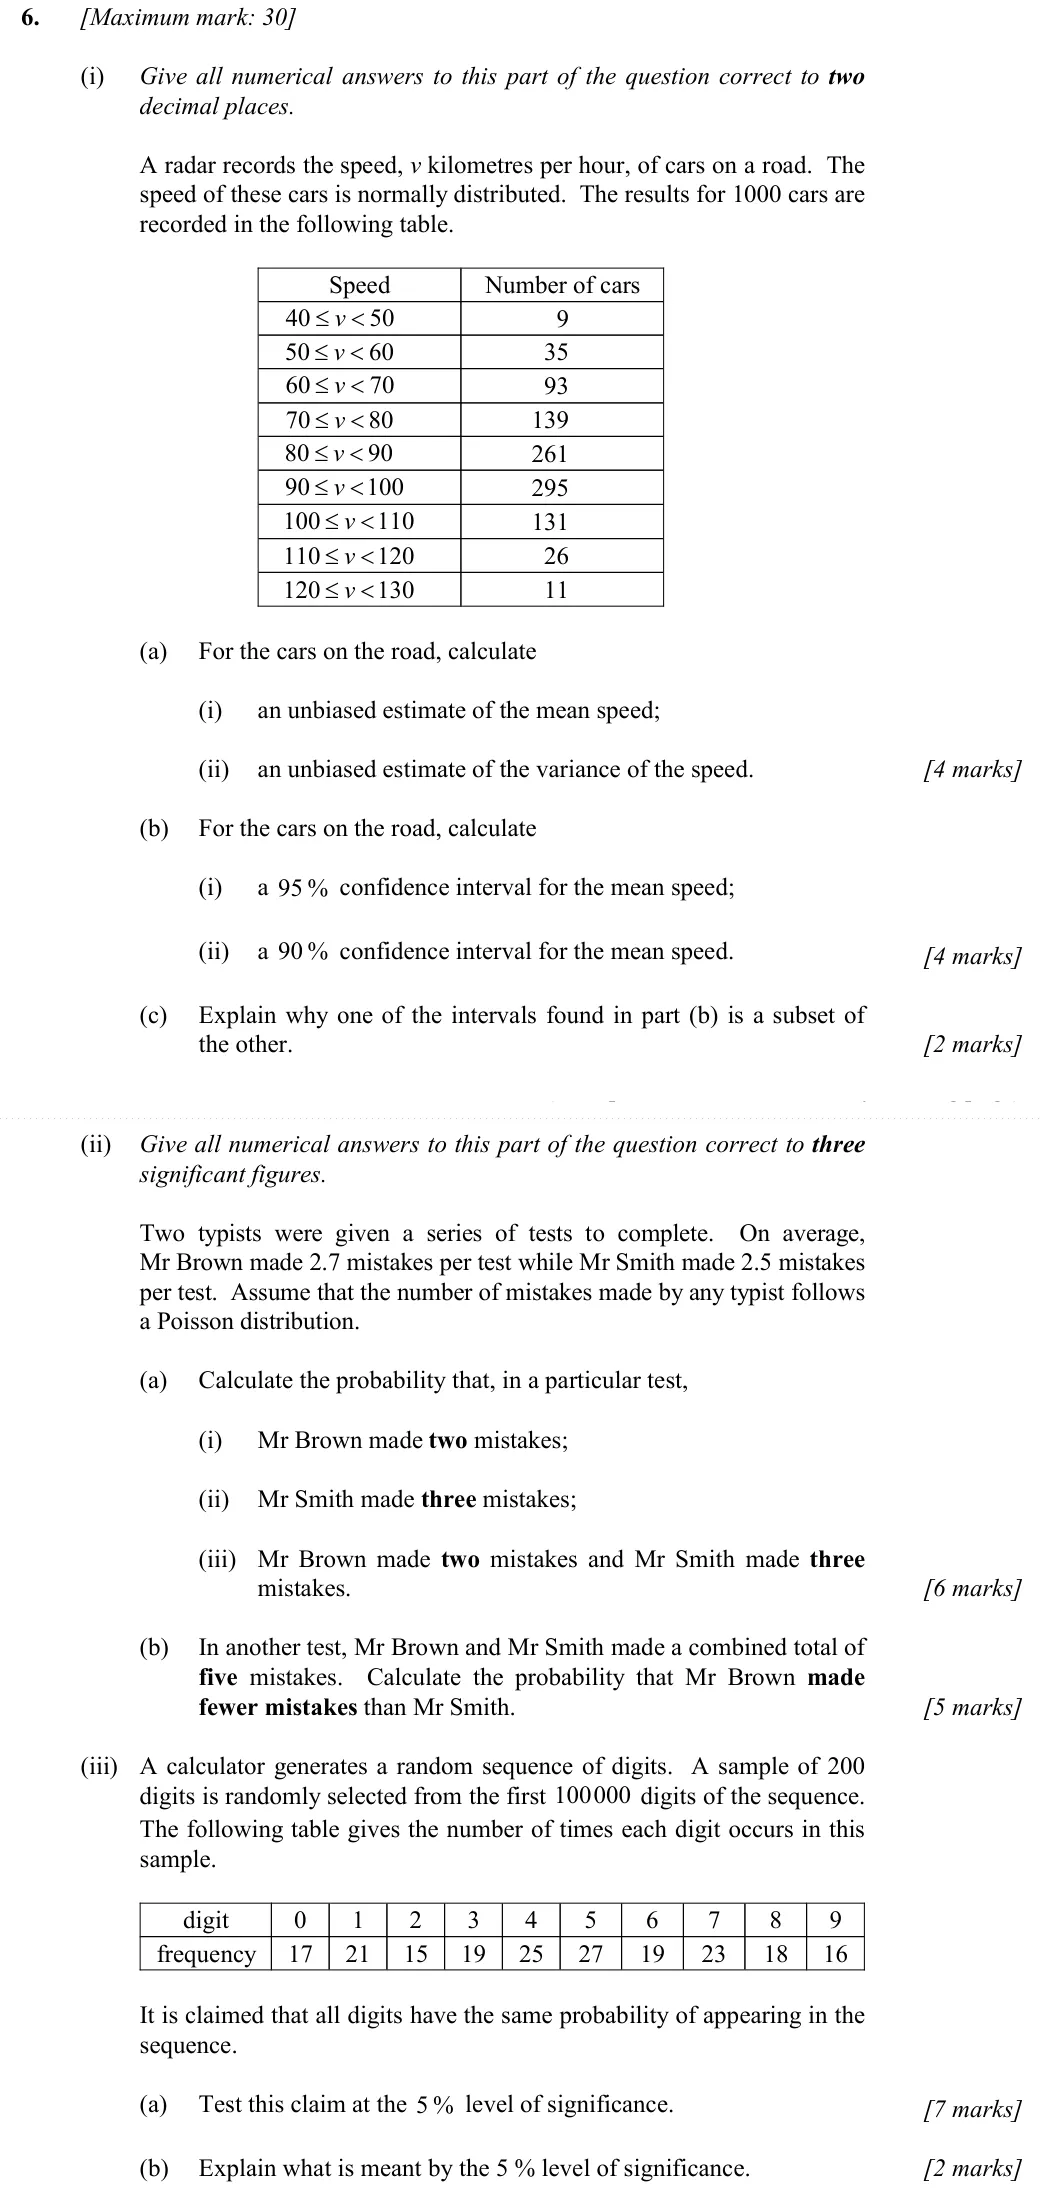 6. [Maximum mark: 30]
(i) Give all numerical answers to this part of the question correct to two
decimal places.
A radar records the speed, v kilometres per hour, of cars on a road. The
speed of these cars is normally distributed. The results for 1000 cars are
recorded in the following table.
Speed Number of cars
40 ≤ v < 50 9
50 ≤ v < 60 35
60 ≤ v < 70 93
70 ≤ v < 80 139
80 ≤ v < 90 261
90 ≤ v < 100 295
100 ≤ v < 110 131
110 ≤ v < 120 26
120 ≤ v < 130 11
(a) For the cars on the road, calculate
(i) an unbiased estimate of the mean speed;
(ii) an unbiased estimate of the variance of the speed. [4 marks]
(b) For the cars on the road, calculate
(i) a 95 % confidence interval for the mean speed;
(ii) a 90 % confidence interval for the mean speed. [4 marks]
(c) Explain why one of the intervals found in part (b) is a subset of
the other. [2 marks]
(ii) Give all numerical answers to this part of the question correct to three
significant figures.
Two typists were given a series of tests to complete. On average,
Mr Brown made 2.7 mistakes per test while Mr Smith made 2.5 mistakes
per test. Assume that the number of mistakes made by any typist follows
a Poisson distribution.
(a) Calculate the probability that, in a particular test,
(i) Mr Brown made two mistakes;
(ii) Mr Smith made three mistakes;
(iii) Mr Brown made two mistakes and Mr Smith made three
mistakes. [6 marks]
(b) In another test, Mr Brown and Mr Smith made a combined total of
five mistakes. Calculate the probability that Mr Brown made
fewer mistakes than Mr Smith. [5 marks]
(iii) A calculator generates a random sequence of digits. A sample of 200
digits is randomly selected from the first 100000 digits of the sequence.
The following table gives the number of times each digit occurs in this
sample.
digit 0 1 2 3 4 5 6 7 8 9
frequency 17 21 15 19 25 27 19 23 18 16
It is claimed that all digits have the same probability of appearing in the
sequence.
(a) Test this claim at the 5 % level of significance. [7 marks]
(b) Explain what is meant by the 5 % level of significance. [2 marks]